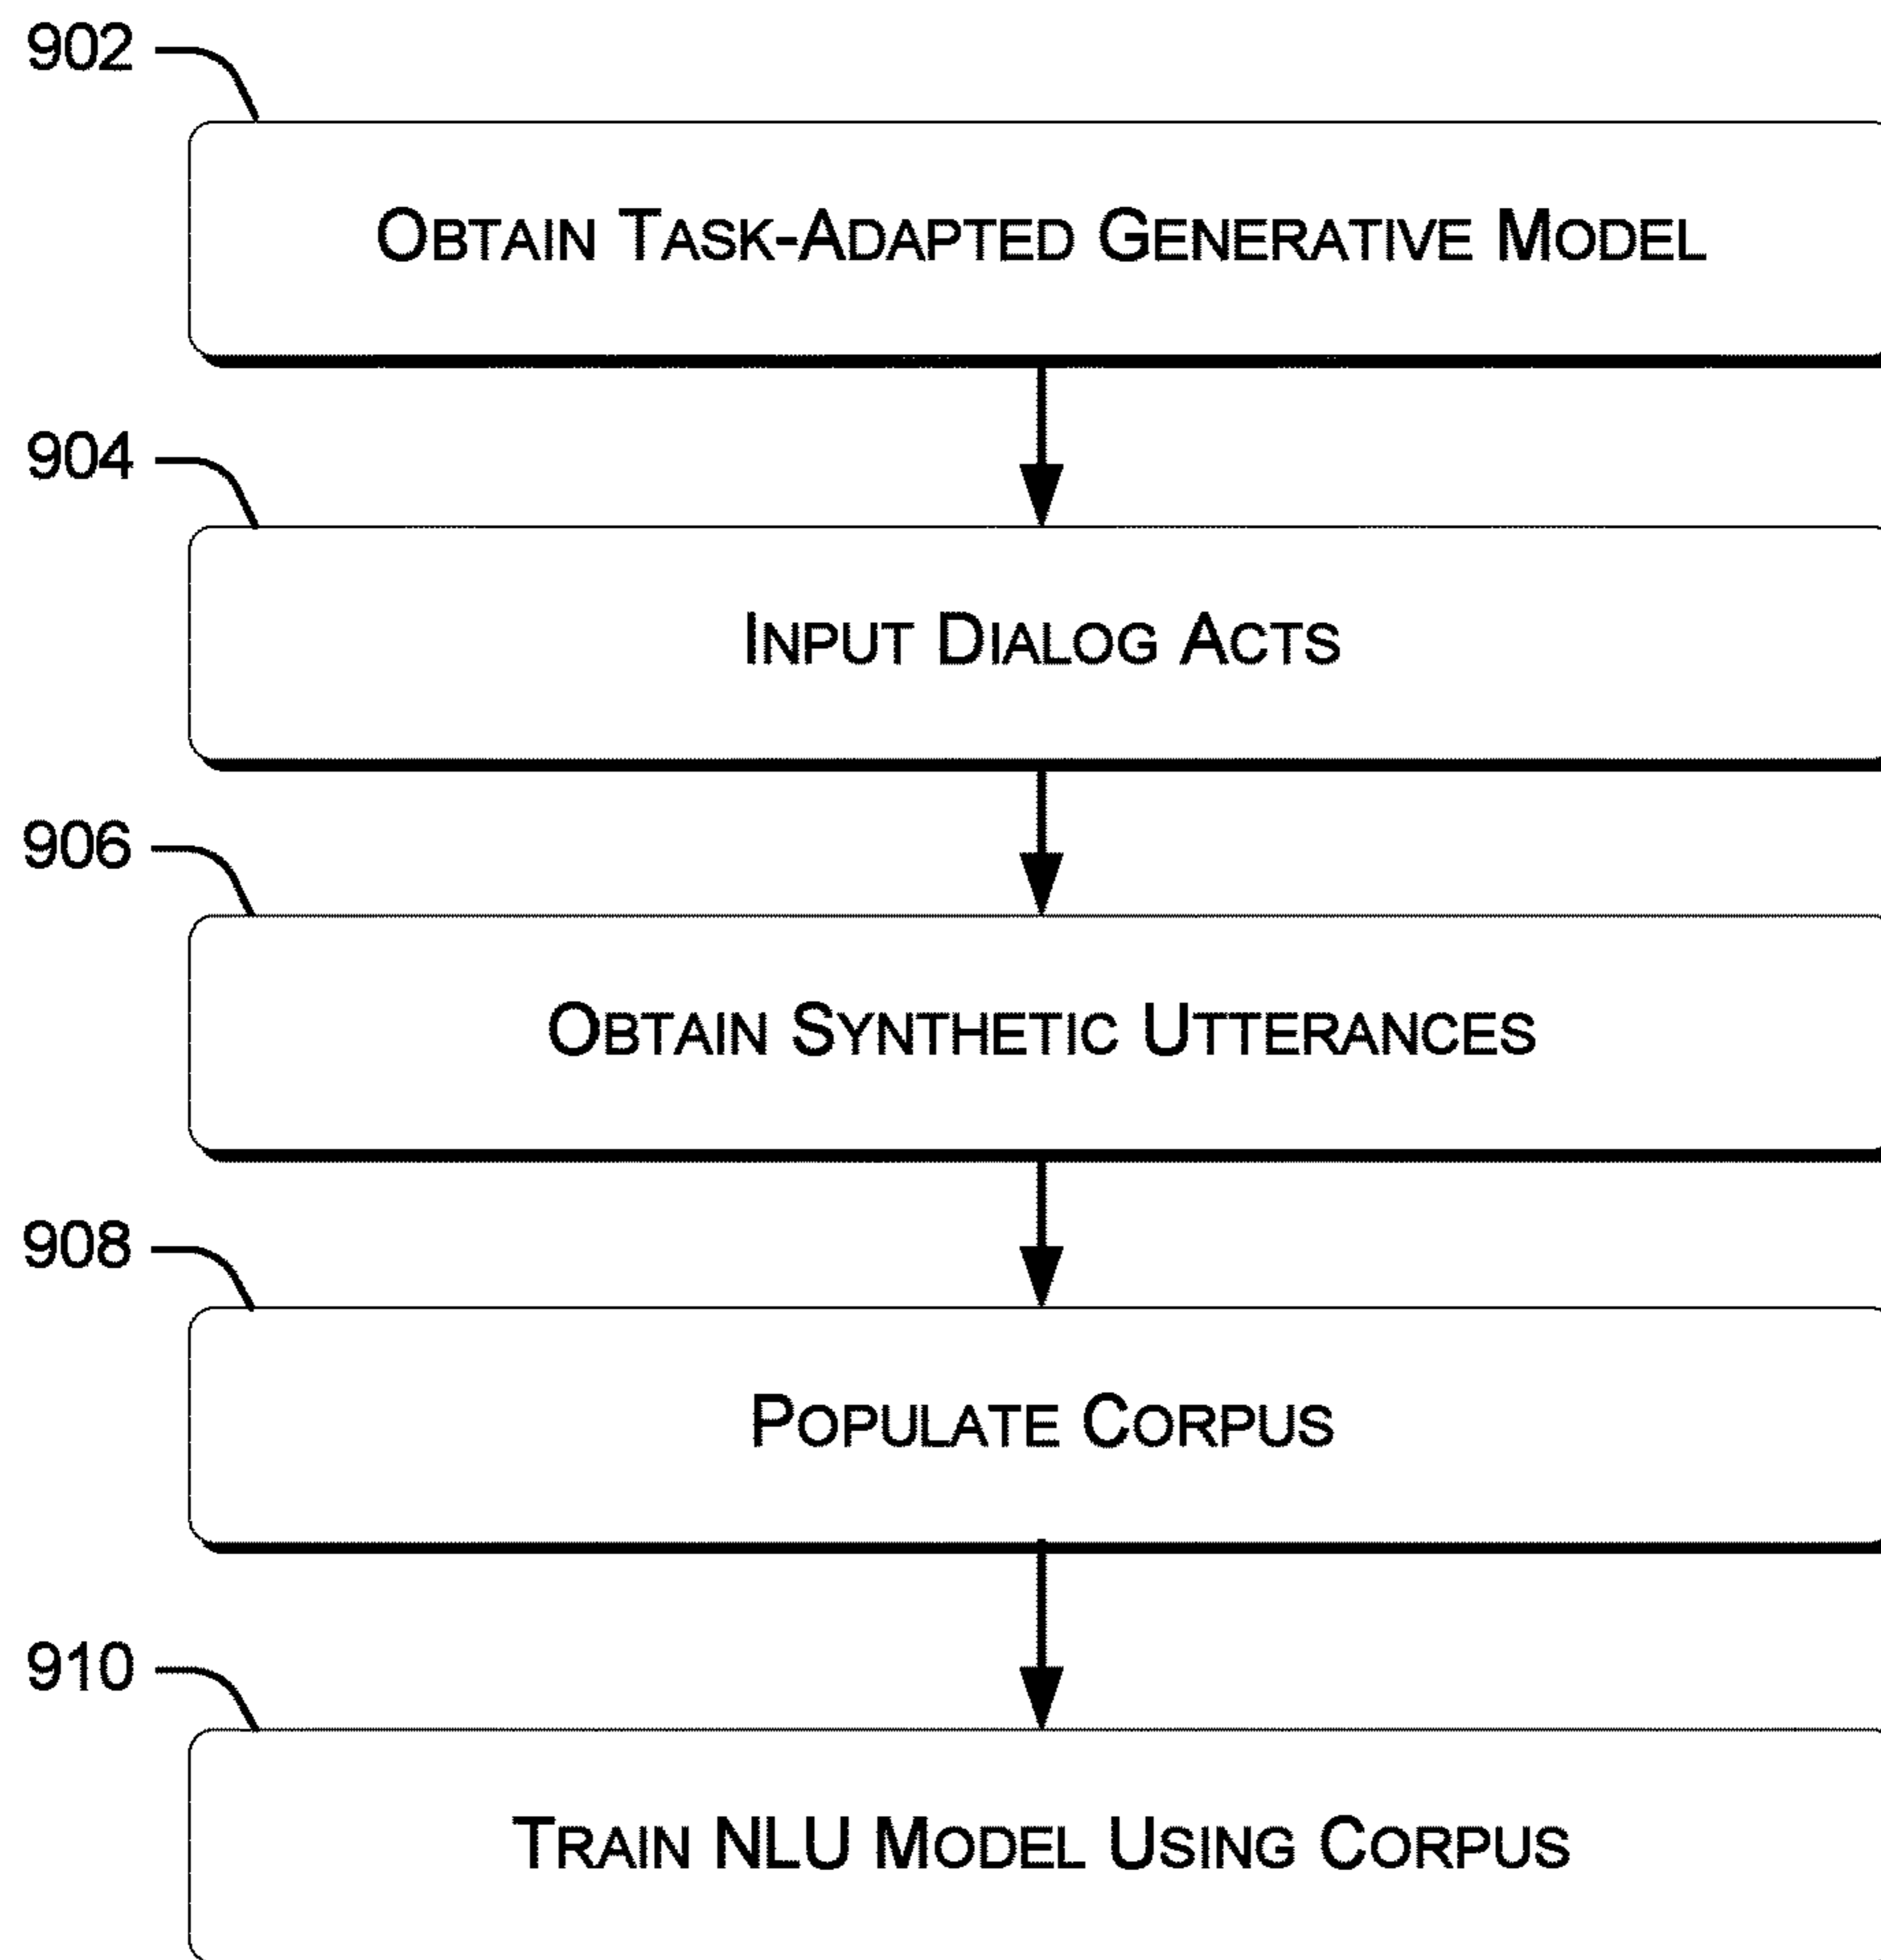 902
OBTAIN TASK-ADAPTED GENERATIVE MODEL
904
INPUT DIALOG ACTS
906
OBTAIN SYNTHETIC UTTERANCES
908
POPULATE CORPUS
910
TRAIN NLU MODEL USING CORPUS